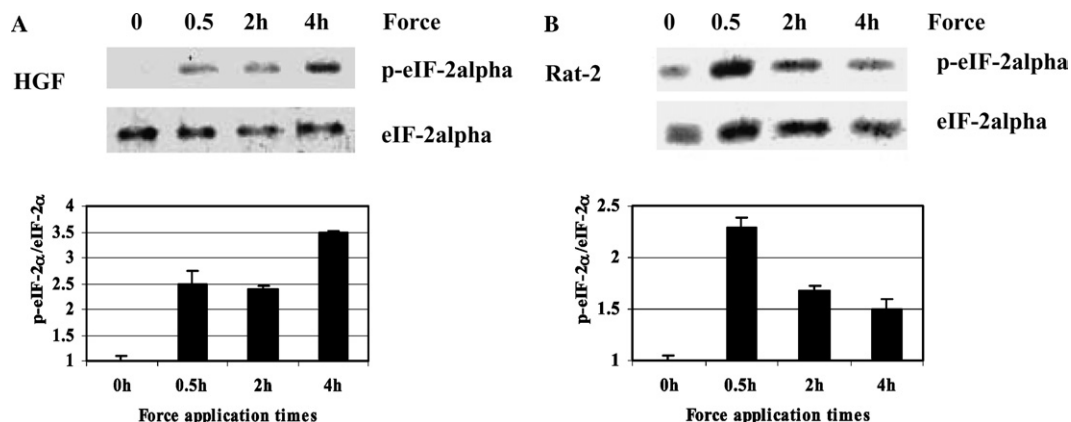 A 0 0.5 2h 4h Force
HGF p-eIF-2alpha
eIF-2alpha
p-eIF-2α/eIF-2α
4
3.5
3
2.5
2
1.5
1
0h 0.5h 2h 4h
Force application times
B 0 0.5 2h 4h Force
Rat-2 p-eIF-2alpha
eIF-2alpha
p-eIF-2α/eIF-2α
2.5
2
1.5
1
0h 0.5h 2h 4h
Force application times